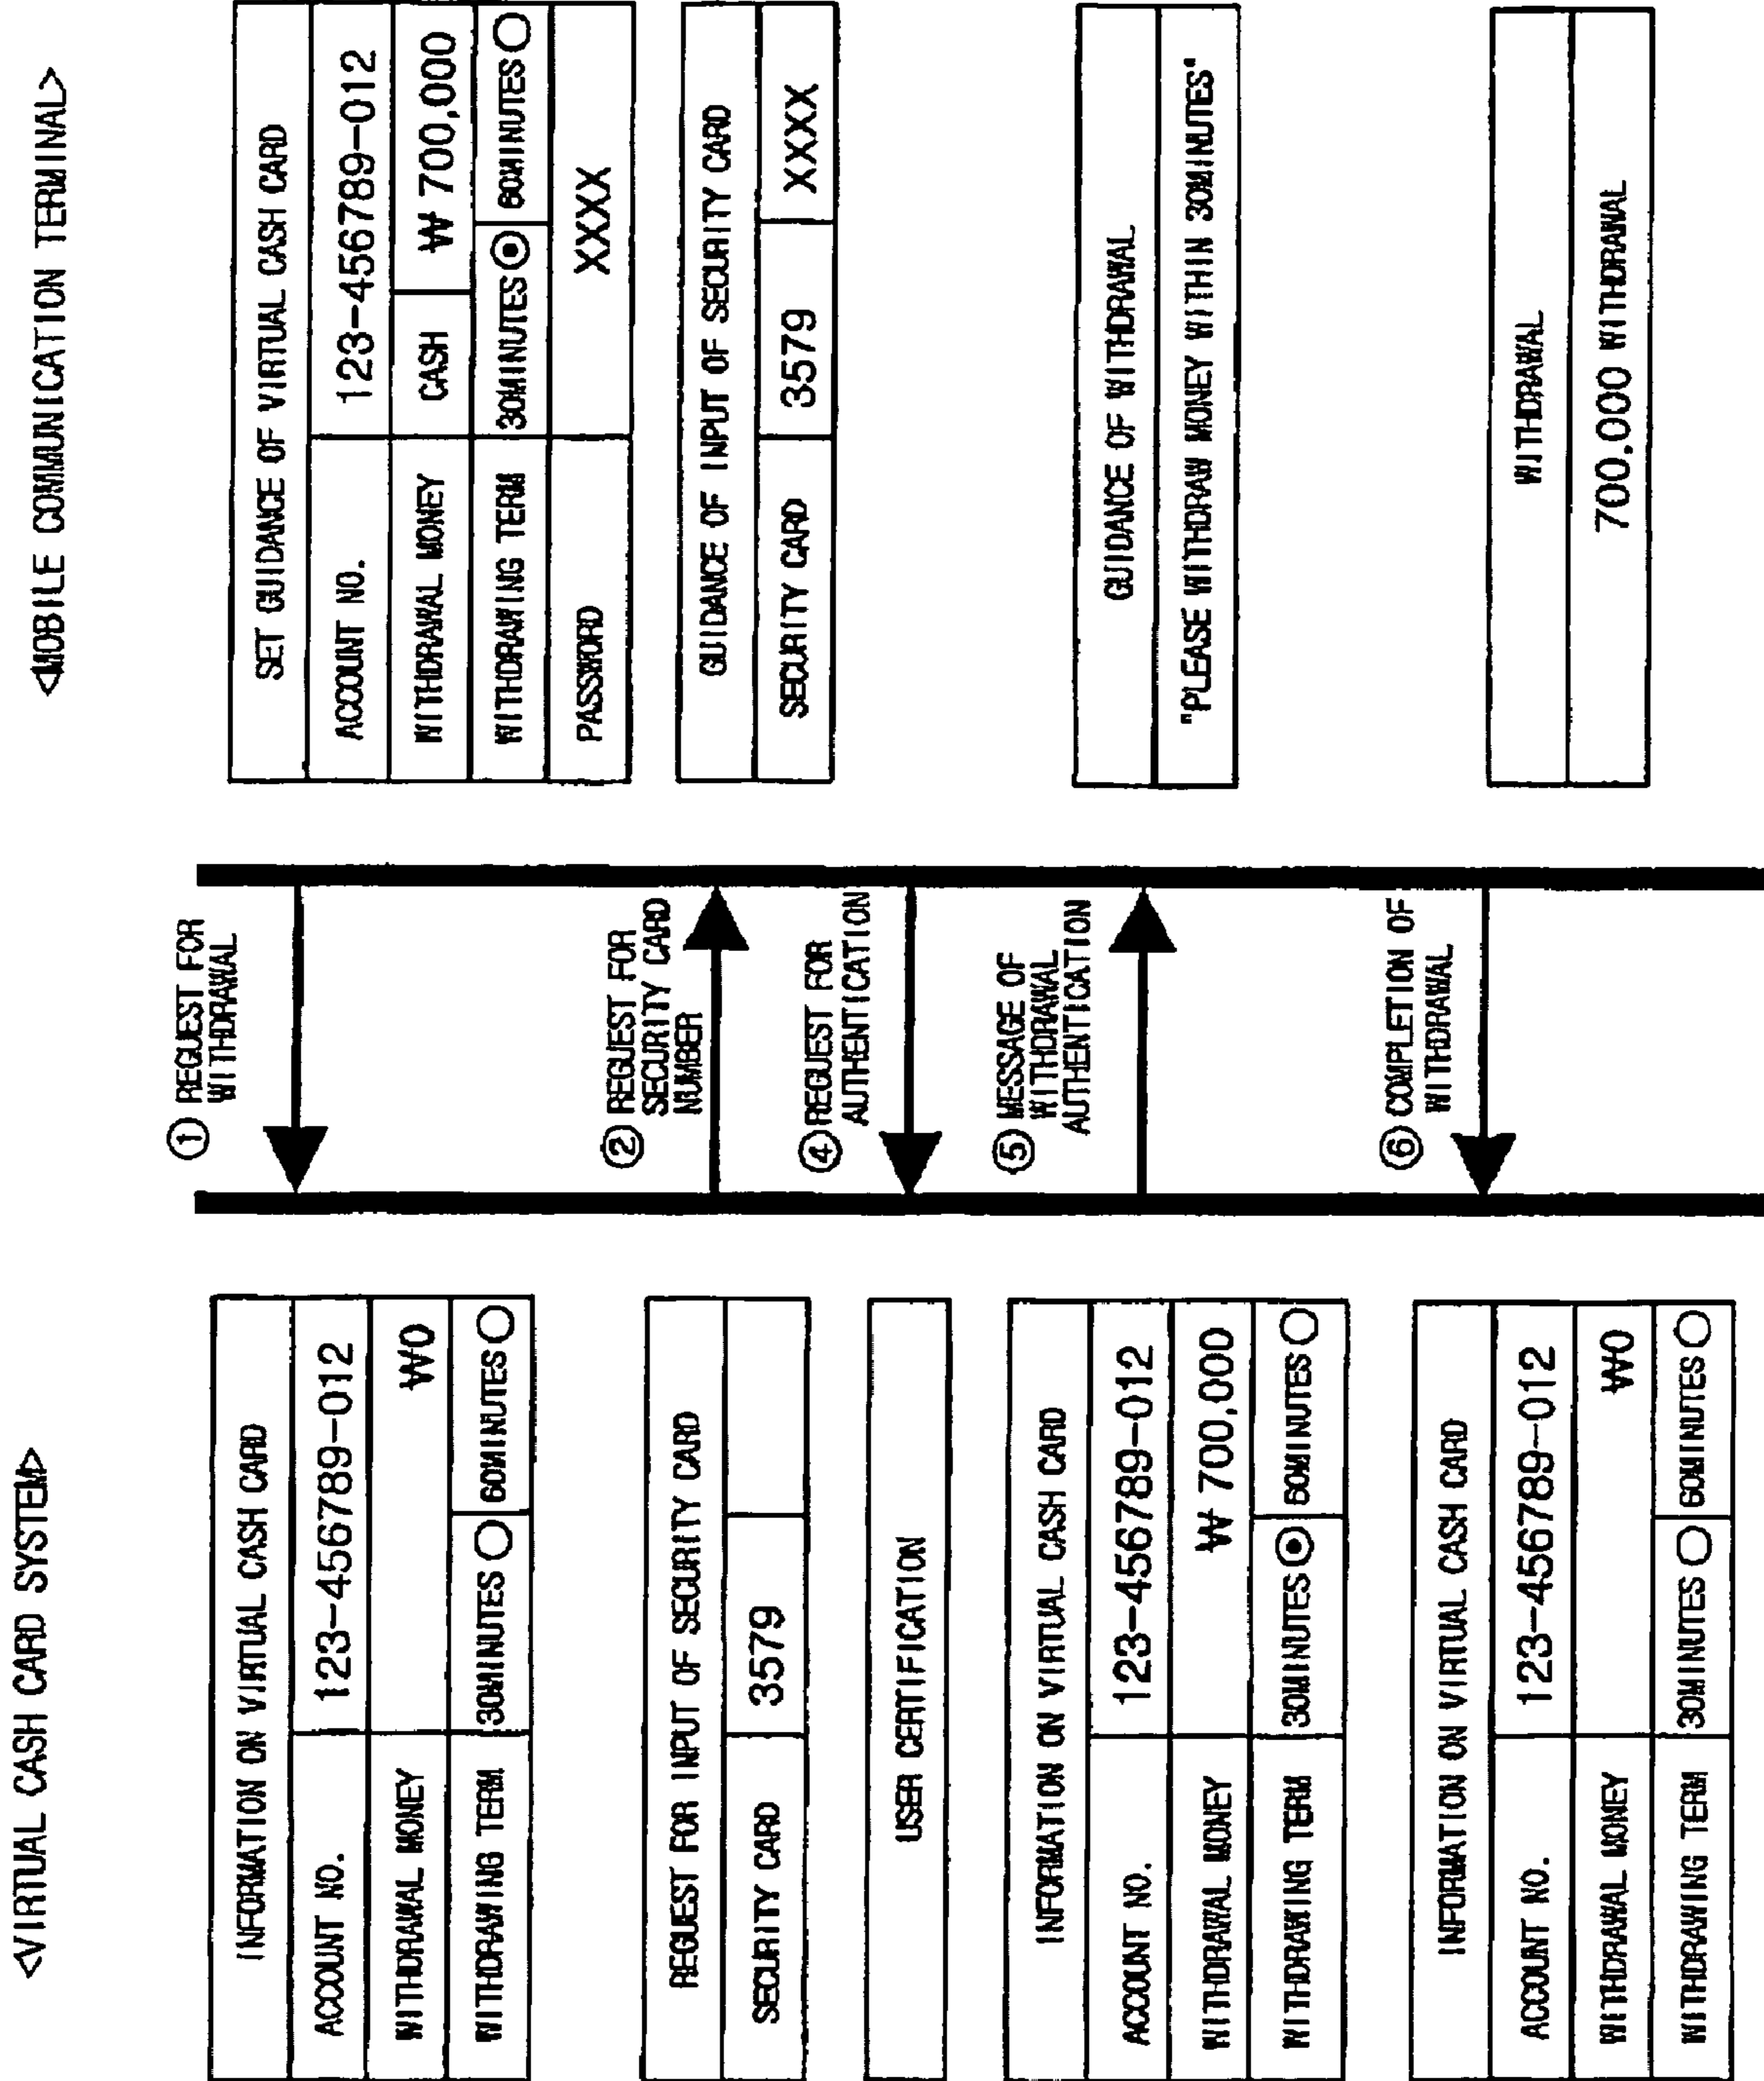 <VIRTUAL CASH CARD SYSTEM>
INFORMATION ON VIRTUAL CASH CARD
ACCOUNT NO. 123-456789-012
WITHDRAWAL MONEY ₩0
WITHDRAWING TERM 30MINUTES 60MINUTES
REGUEST FOR INPUT OF SECURITY CARD
SECURITY CARD 3579
USER CERTIFICATION
INFORMATION ON VIRTUAL CASH CARD
ACCOUNT NO. 123-456789-012
WITHDRAWAL MONEY ₩ 700,000
WITHDRAWING TERM 30MINUTES 60MINUTES
INFORMATION ON VIRTUAL CASH CARD
ACCOUNT NO. 123-456789-012
WITHDRAWAL MONEY ₩0
WITHDRAWING TERM 30MINUTES 60MINUTES
① REGUEST FOR
WITHDRAWAL
② REGUEST FOR
SECURITY CARD
NUMBER
④ REGUEST FOR
AUTHENTICATION
⑤ MESSAGE OF
WITHDRAWAL
AUTHENTICATION
⑥ COMPLETION OF
WITHDRAWAL
<MOBILE COMMUNICATION TERMINAL>
SET GUIDANCE OF VIRTUAL CASH CARD
ACCOUNT NO. 123-456789-012
WITHDRAWAL MONEY CASH ₩ 700,000
WITHDRAWING TERM 30MINUTES 60MINUTES
PASSWORD XXXX
GUIDANCE OF INPUT OF SECURITY CARD
SECURITY CARD 3579 XXXX
GUIDANCE OF WITHDRAWAL
"PLEASE WITHDRAW MONEY WITHIN 30MINUTES"
WITHDRAWAL
700,000 WITHDRAWAL